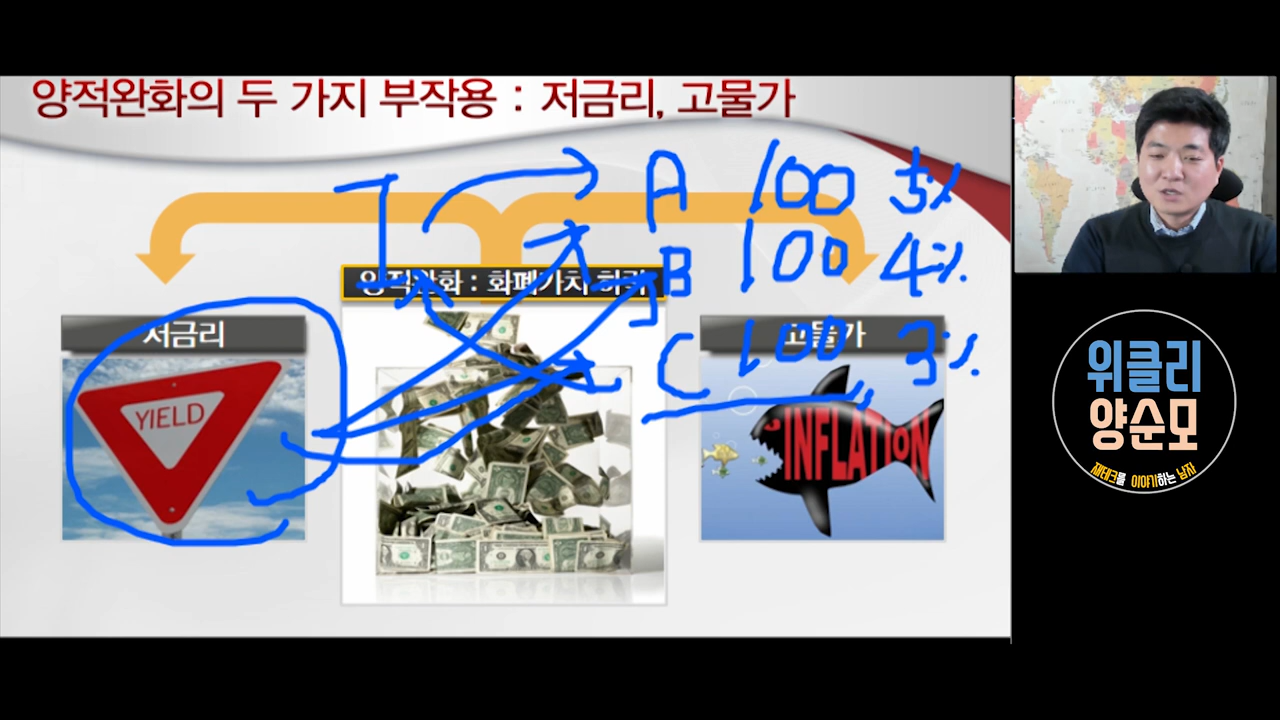 양적완화의 두 가지 부작용 : 저금리, 고물가
A 100 5%
B 100 4%
양적완화 : 화폐가치 하락
저금리
고물가
C 100 3%
YIELD
INFLATION
위클리
양순모
재테크를 이야기하는 남자